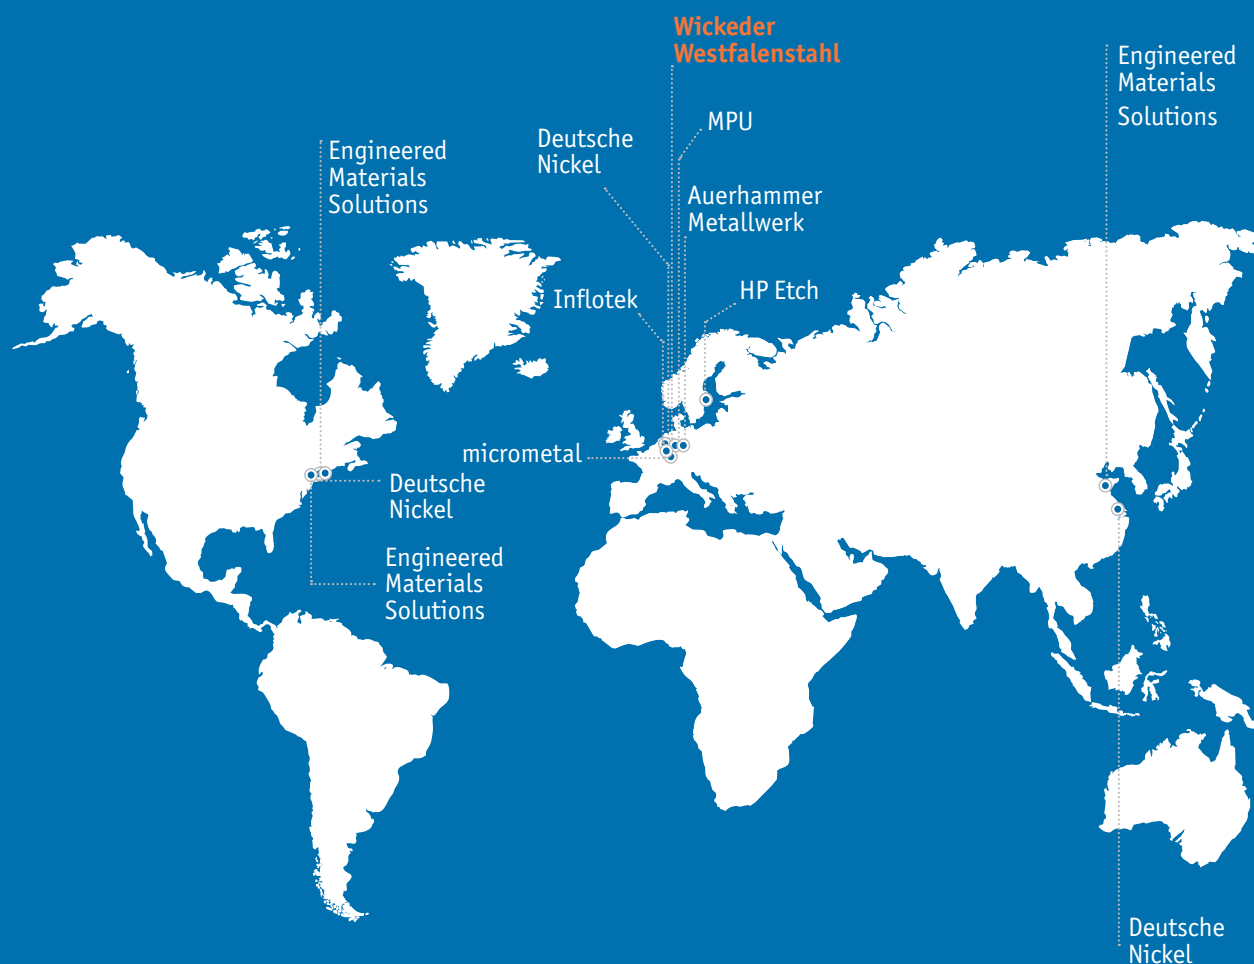 Wickeder
Westfalenstahl
Engineered
Materials
Solutions
MPU
Deutsche
Nickel
Engineered
Materials
Solutions
Auerhammer
Metallwerk
Inflotek
HP Etch
micrometal
Deutsche
Nickel
Engineered
Materials
Solutions
Deutsche
Nickel